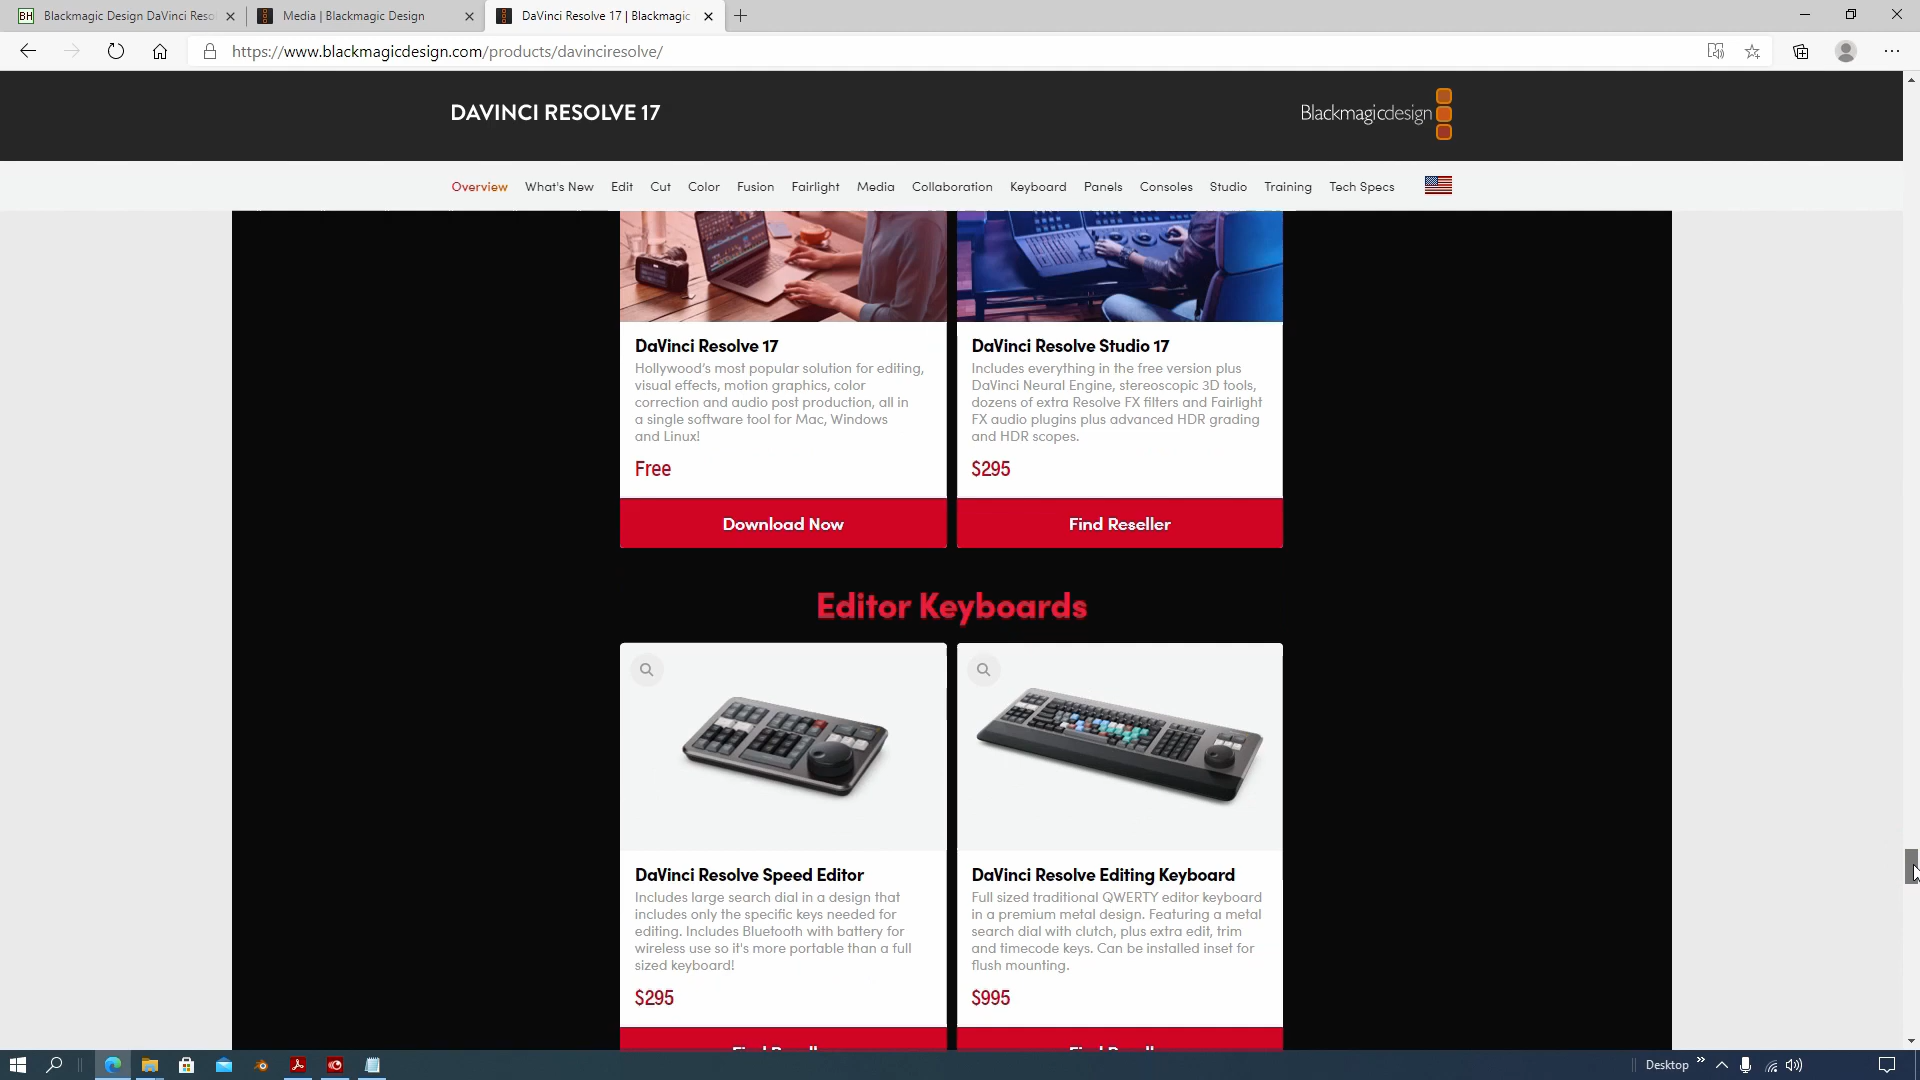 BH Blackmagic Design DaVinci Reso
Media | Blackmagic Design
DaVinci Resolve 17 | Blackmagic
https://www.blackmagicdesign.com/products/davinciresolve/
DAVINCI RESOLVE 17
Blackmagicdesign
Overview What's New Edit Cut Color Fusion Fairlight Media Collaboration Keyboard Panels Consoles Studio Training Tech Specs
DaVinci Resolve 17
Hollywood's most popular solution for editing,
visual effects, motion graphics, color
correction and audio post production, all in
a single software tool for Mac, Windows
and Linux!
Free
Download Now
DaVinci Resolve Studio 17
Includes everything in the free version plus
DaVinci Neural Engine, stereoscopic 3D tools,
dozens of extra Resolve FX filters and Fairlight
FX audio plugins plus advanced HDR grading
and HDR scopes.
$295
Find Reseller
Editor Keyboards
DaVinci Resolve Speed Editor
Includes large search dial in a design that
includes only the specific keys needed for
editing. Includes Bluetooth with battery for
wireless use so it's more portable than a full
sized keyboard!
$295
Find Reseller
DaVinci Resolve Editing Keyboard
Full sized traditional QWERTY editor keyboard
in a premium metal design. Featuring a metal
search dial with clutch, plus extra edit, trim
and timecode keys. Can be installed inset for
flush mounting.
$995
Find Reseller
Desktop